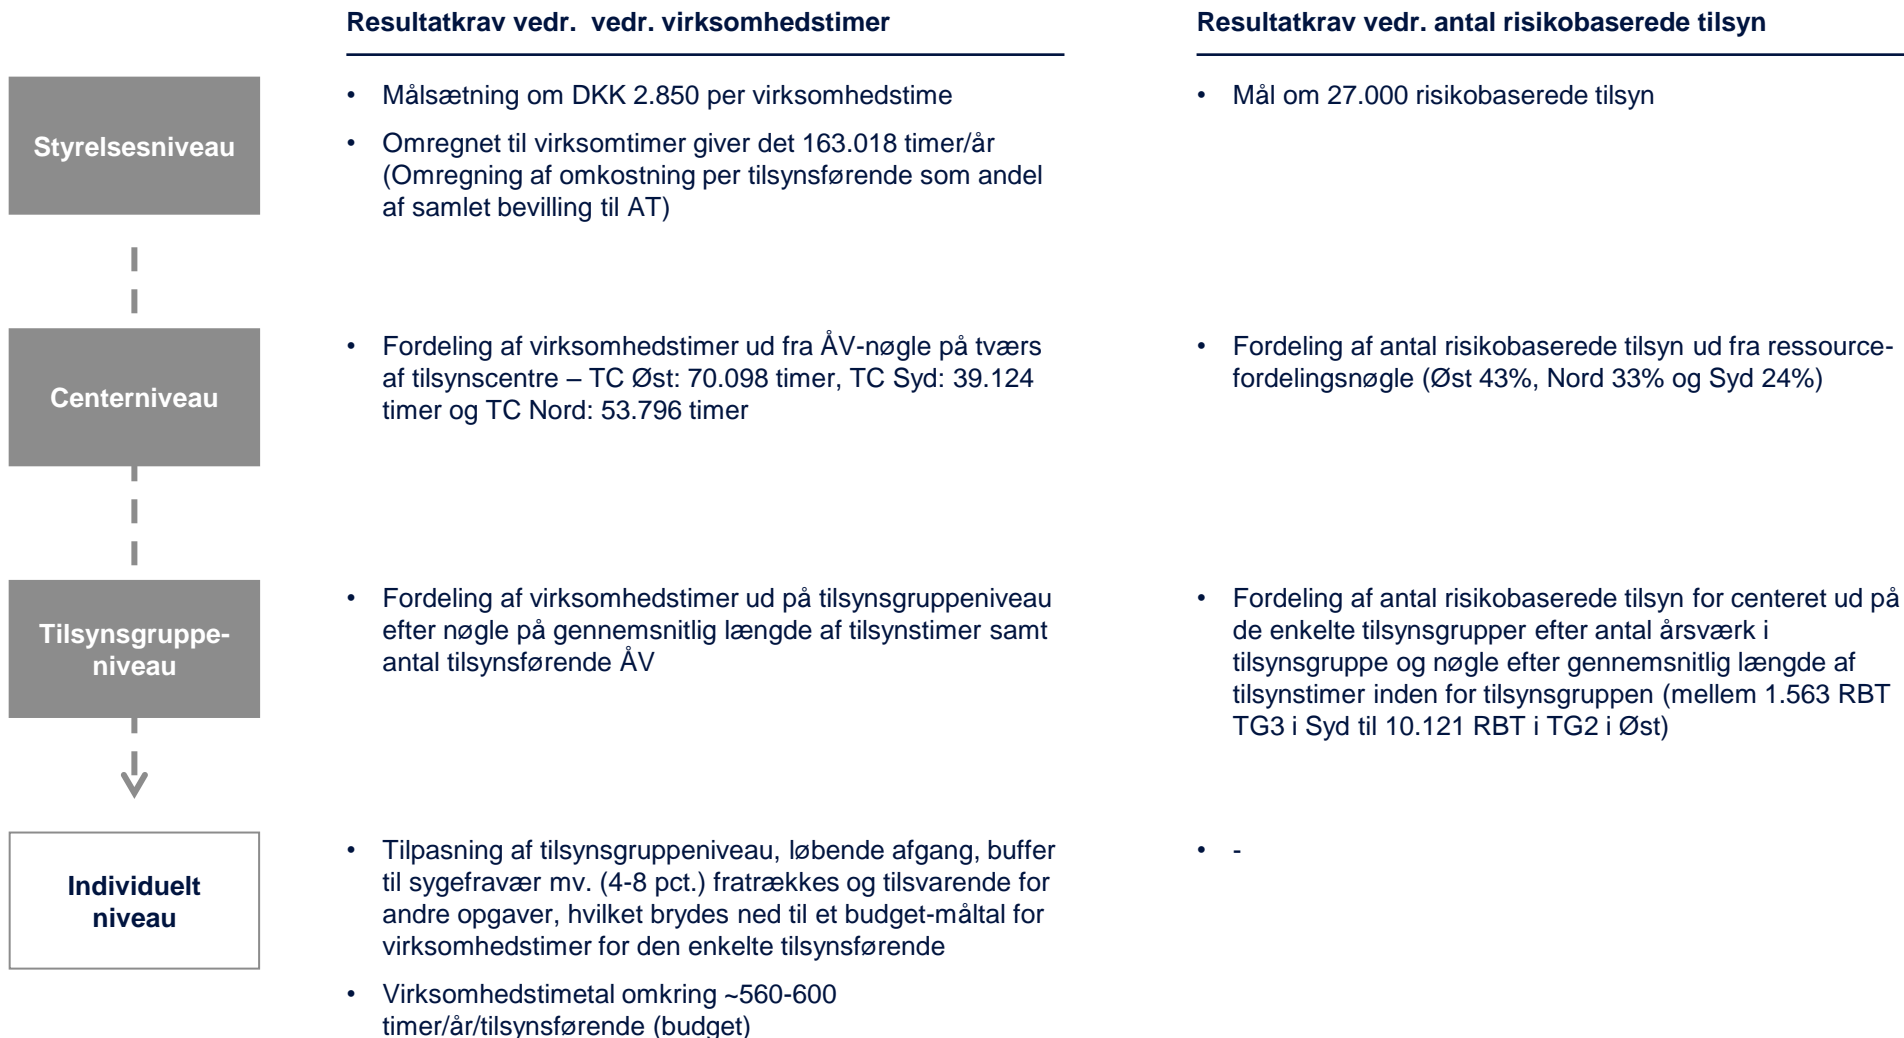 Resultatkrav vedr.  vedr. virksomhedstimer
Resultatkrav vedr. antal risikobaserede tilsyn
Styrelsesniveau
• Målsætning om DKK 2.850 per virksomhedstime
• Omregnet til virksomtimer giver det 163.018 timer/år
(Omregning af omkostning per tilsynsførende som andel
af samlet bevilling til AT)
• Mål om 27.000 risikobaserede tilsyn
Centerniveau
• Fordeling af virksomhedstimer ud fra ÅV-nøgle på tværs
af tilsynscentre – TC Øst: 70.098 timer, TC Syd: 39.124
timer og TC Nord: 53.796 timer
• Fordeling af antal risikobaserede tilsyn ud fra ressource-
fordelingsnøgle (Øst 43%, Nord 33% og Syd 24%)
Tilsynsgruppe-
niveau
• Fordeling af virksomhedstimer ud på tilsynsgruppeniveau
efter nøgle på gennemsnitlig længde af tilsynstimer samt
antal tilsynsførende ÅV
• Fordeling af antal risikobaserede tilsyn for centeret ud på
de enkelte tilsynsgrupper efter antal årsværk i
tilsynsgruppe og nøgle efter gennemsnitlig længde af
tilsynstimer inden for tilsynsgruppen (mellem 1.563 RBT
TG3 i Syd til 10.121 RBT i TG2 i Øst)
Individuelt
niveau
• Tilpasning af tilsynsgruppeniveau, løbende afgang, buffer
til sygefravær mv. (4-8 pct.) fratrækkes og tilsvarende for
andre opgaver, hvilket brydes ned til et budget-måltal for
virksomhedstimer for den enkelte tilsynsførende
• Virksomhedstimetal omkring ~560-600
timer/år/tilsynsførende (budget)
• -